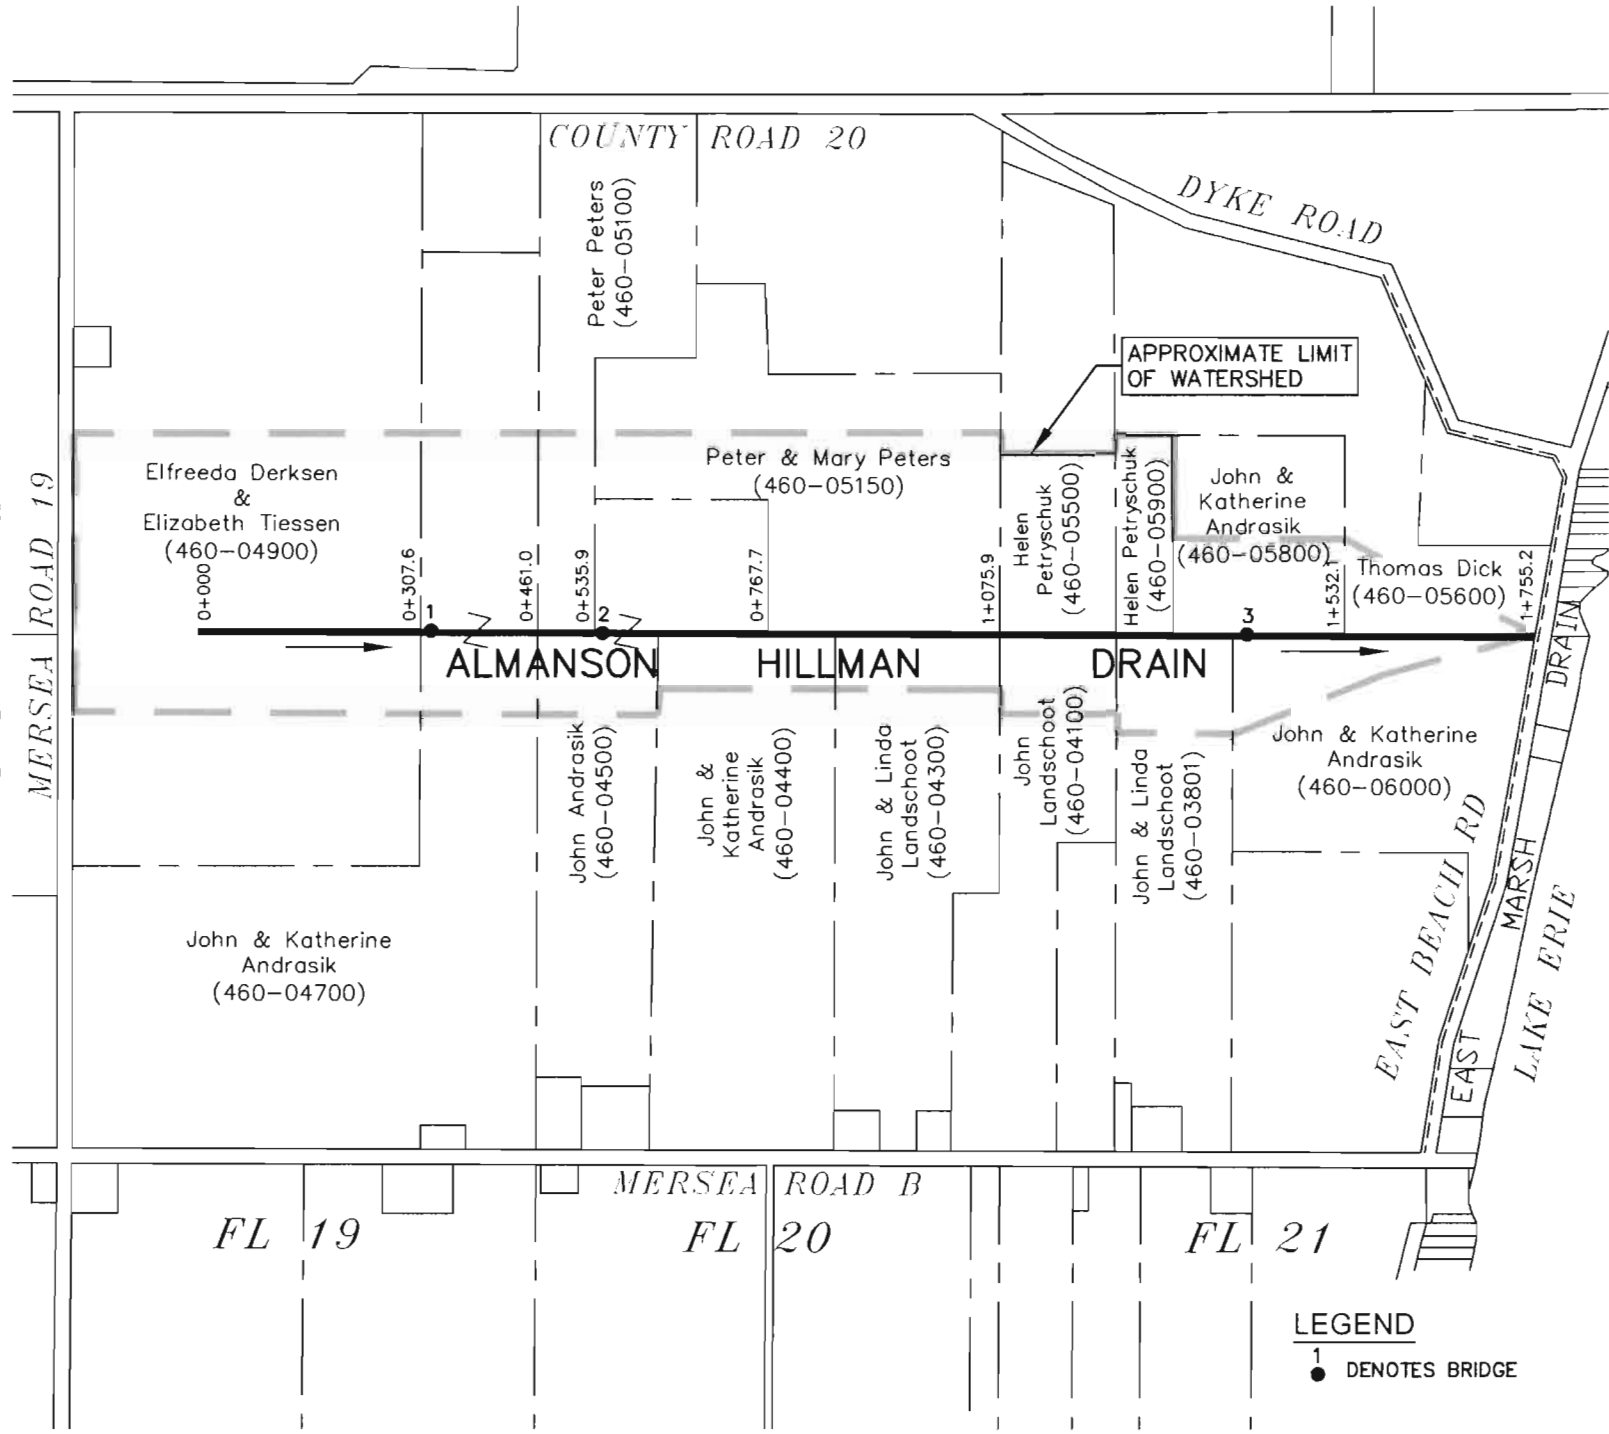 COUNTY ROAD 20
DYKE ROAD
Peter Peters
(460-05100)
APPROXIMATE LIMIT
OF WATERSHED
MERSEA ROAD 19
Elfreeda Derksen
&
Elizabeth Tiessen
(460-04900)
Peter & Mary Peters
(460-05150)
Helen
Petryschuk
(460-05500)
Helen Petryschuk
(460-05900)
John &
Katherine
Andrasik
(460-05800)
Thomas Dick
(460-05600)
0+000
0+307.6
0+461.0
0+535.9
0+767.7
1+075.9
1+532.1
1+755.2
1
2
3
ALMANSON HILLMAN DRAIN
John Andrasik
(460-04500)
John &
Katherine
Andrasik
(460-04400)
John & Linda
Landschoot
(460-04300)
John
Landschoot
(460-04100)
John & Linda
Landschoot
(460-03801)
John & Katherine
Andrasik
(460-06000)
John & Katherine
Andrasik
(460-04700)
EAST BEACH RD
EAST MARSH DRAIN
LAKE ERIE
MERSEA ROAD B
FL 19
FL 20
FL 21
LEGEND
1
DENOTES BRIDGE